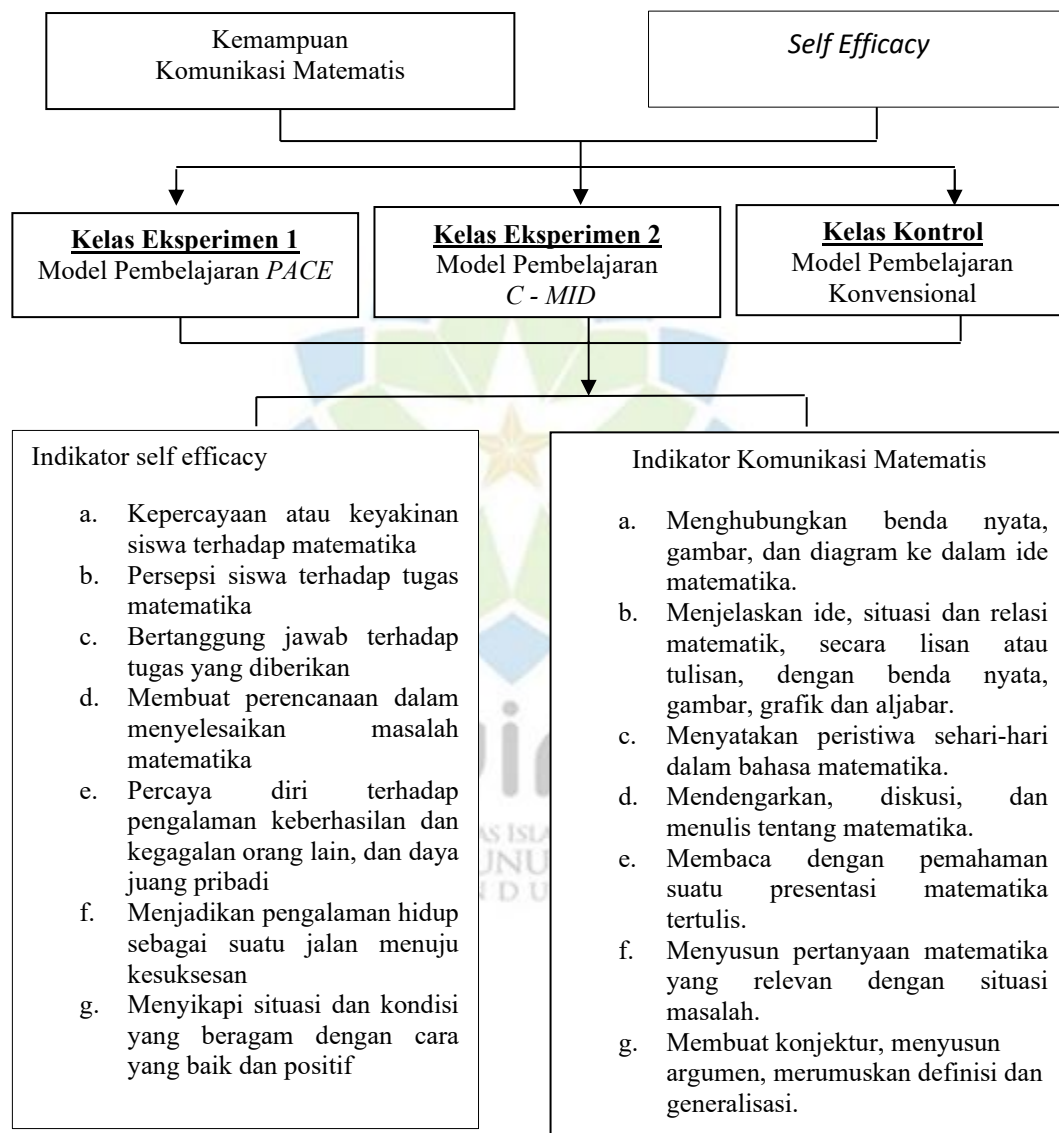 Kemampuan
Komunikasi Matematis
Self Efficacy
Kelas Eksperimen 1
Model Pembelajaran PACE
Kelas Eksperimen 2
Model Pembelajaran
C - MID
Kelas Kontrol
Model Pembelajaran
Konvensional
Indikator self efficacy
a. Kepercayaan atau keyakinan
siswa terhadap matematika
b. Persepsi siswa terhadap tugas
matematika
c. Bertanggung jawab terhadap
tugas yang diberikan
d. Membuat perencanaan dalam
menyelesaikan masalah
matematika
e. Percaya diri terhadap
pengalaman keberhasilan dan
kegagalan orang lain, dan daya
juang pribadi
f. Menjadikan pengalaman hidup
sebagai suatu jalan menuju
kesuksesan
g. Menyikapi situasi dan kondisi
yang beragam dengan cara
yang baik dan positif
Indikator Komunikasi Matematis
a. Menghubungkan benda nyata,
gambar, dan diagram ke dalam ide
matematika.
b. Menjelaskan ide, situasi dan relasi
matematik, secara lisan atau
tulisan, dengan benda nyata,
gambar, grafik dan aljabar.
c. Menyatakan peristiwa sehari-hari
dalam bahasa matematika.
d. Mendengarkan, diskusi, dan
menulis tentang matematika.
e. Membaca dengan pemahaman
suatu presentasi matematika
tertulis.
f. Menyusun pertanyaan matematika
yang relevan dengan situasi
masalah.
g. Membuat konjektur, menyusun
argumen, merumuskan definisi dan
generalisasi.